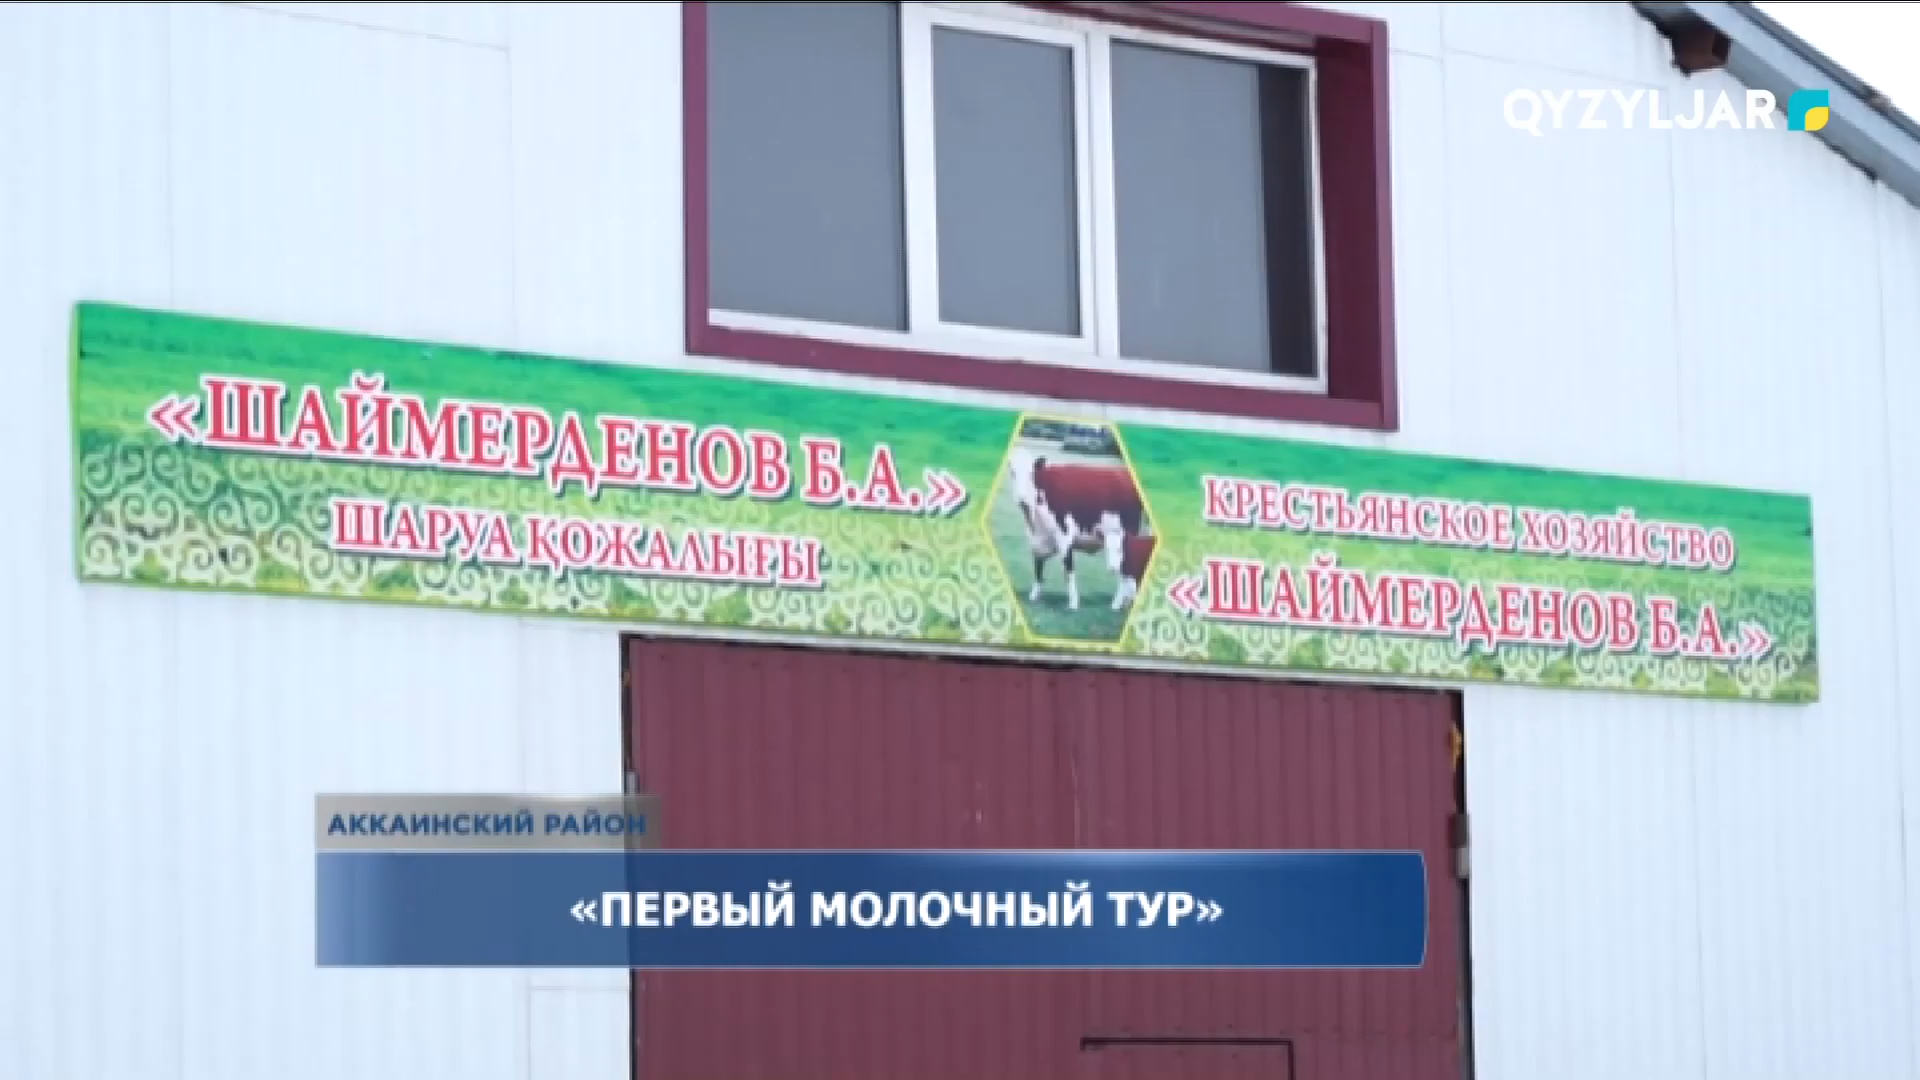 QYZYLJAR
«ШАЙМЕРДЕНОВ Б.А.»
ШАРУА ҚОЖАЛЫҒЫ
КРЕСТЬЯНСКОЕ ХОЗЯЙСТВО
«ШАЙМЕРДЕНОВ Б.А.»
АККАИНСКИЙ РАЙОН
«ПЕРВЫЙ МОЛОЧНЫЙ ТУР»